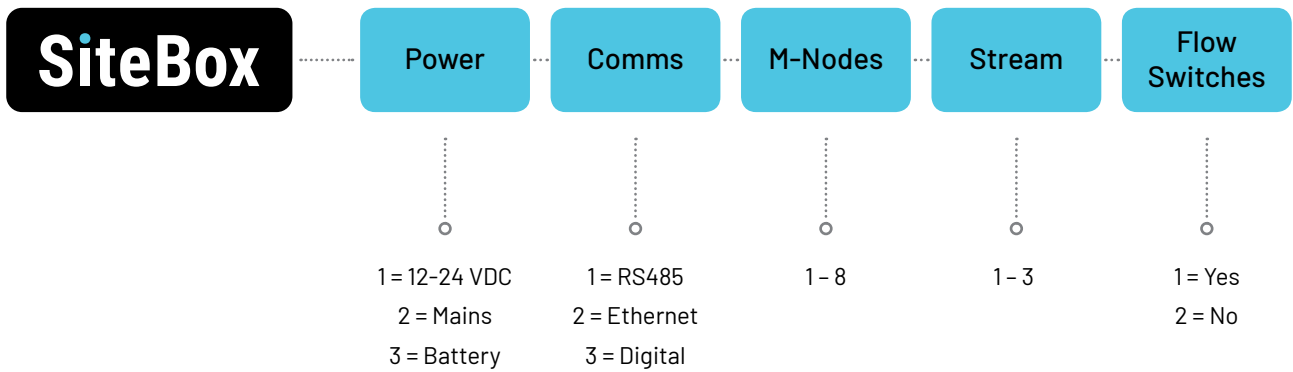 SiteBox
Power
Comms
M-Nodes
Stream
Flow
Switches
1 = 12-24 VDC
2 = Mains
3 = Battery
1 = RS485
2 = Ethernet
3 = Digital
1 – 8
1 – 3
1 = Yes
2 = No